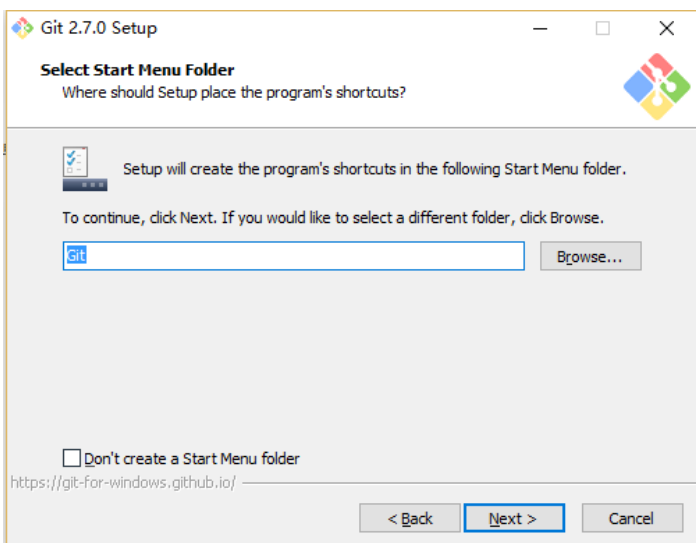 Git 2.7.0 Setup
Select Start Menu Folder
Where should Setup place the program's shortcuts?
Setup will create the program's shortcuts in the following Start Menu folder.
To continue, click Next. If you would like to select a different folder, click Browse.
Git
Browse...
Don't create a Start Menu folder
https://git-for-windows.github.io/
< Back
Next >
Cancel